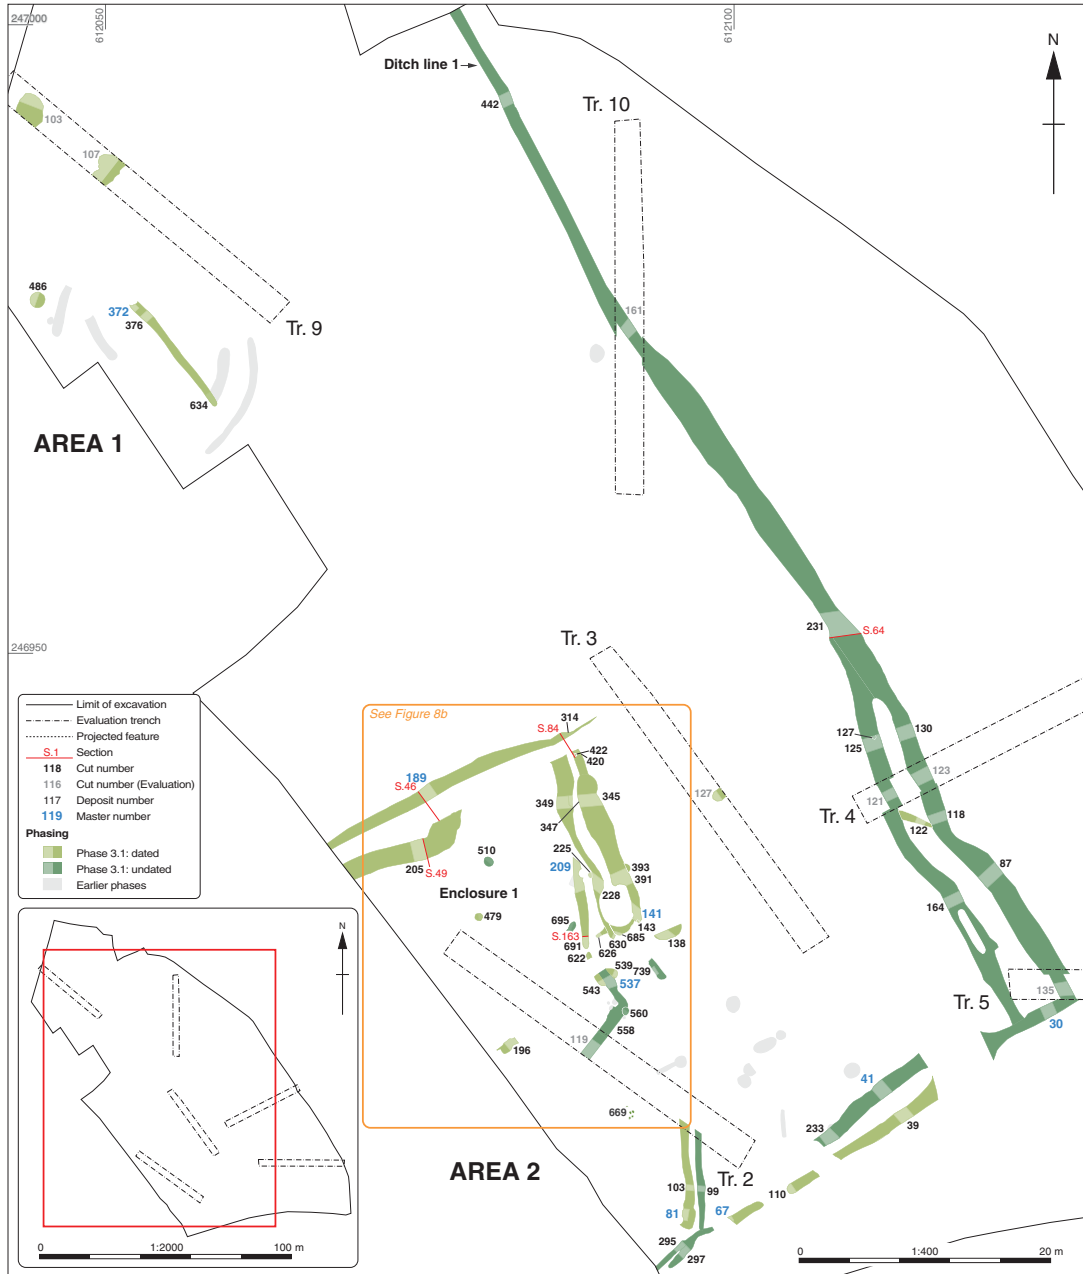 247000
612050
612100
Ditch line 1
N
442
Tr. 10
103
107
161
486
372
376
Tr. 9
634
AREA 1
231
S.64
246950
Tr. 3
Limit of excavation
Evaluation trench
Projected feature
S.1 Section
118 Cut number
116 Cut number (Evaluation)
117 Deposit number
119 Master number
Phasing
Phase 3.1: dated
Phase 3.1: undated
Earlier phases
See Figure 8b
S.84
314
422
420
189
S.46
349
345
347
127
225
209
205
S.49
510
393
391
Enclosure 1
228
479
141
143
695
S.163
691
685
630
138
626
622
539
739
537
543
560
558
119
196
669
127
125
130
123
121
Tr. 4
118
122
87
164
135
Tr. 5
30
41
233
39
AREA 2
Tr. 2
103
99
110
81
67
295
297
N
0
1:2000
100 m
0
1:400
20 m